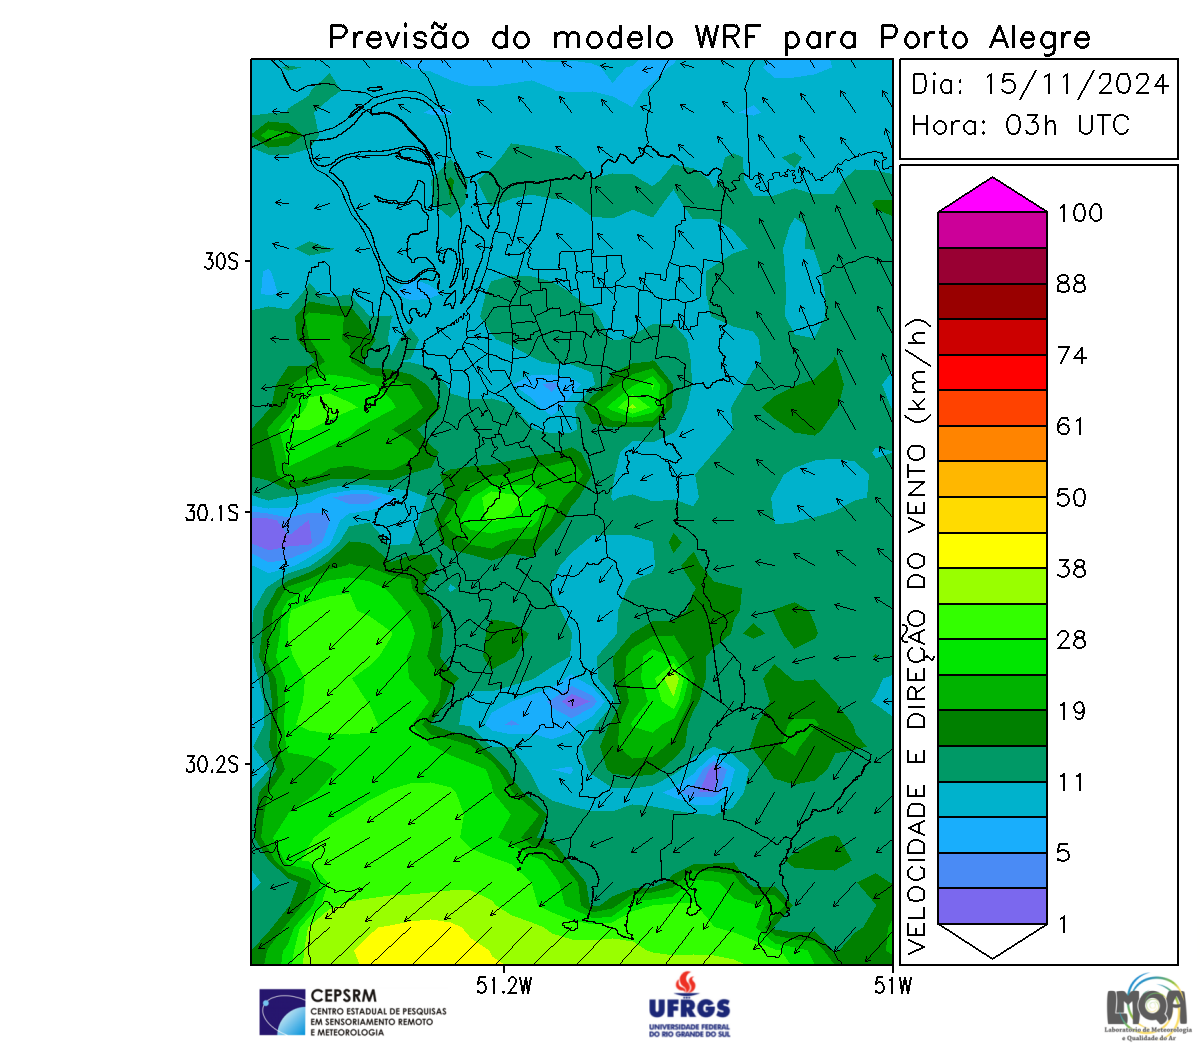 Previsão do modelo WRF para Porto Alegre
Dia: 15/11/2024
Hora: 03h UTC
100
88
74
61
50
38
28
19
11
5
1
VELOCIDADE E DIREÇÃO DO VENTO (km/h)
30S
30.1S
30.2S
51.2W
51W
CEPSRM
CENTRO ESTADUAL DE PESQUISAS
EM SENSORIAMENTO REMOTO
E METEOROLOGIA
UFRGS
UNIVERSIDADE FEDERAL
DO RIO GRANDE DO SUL
LMQA
Laboratório de Meteorologia
e Qualidade do Ar